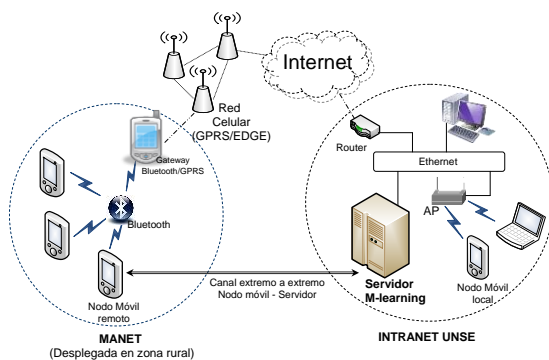 Internet
Red
Celular
(GPRS/EDGE)
Router
Gateway
Bluetooth/GPRS
Ethernet
Bluetooth
AP
Nodo Móvil
remoto
Canal extremo a extremo
Nodo móvil - Servidor
Servidor
M-learning
Nodo Móvil
local
MANET
(Desplegada en zona rural)
INTRANET UNSE